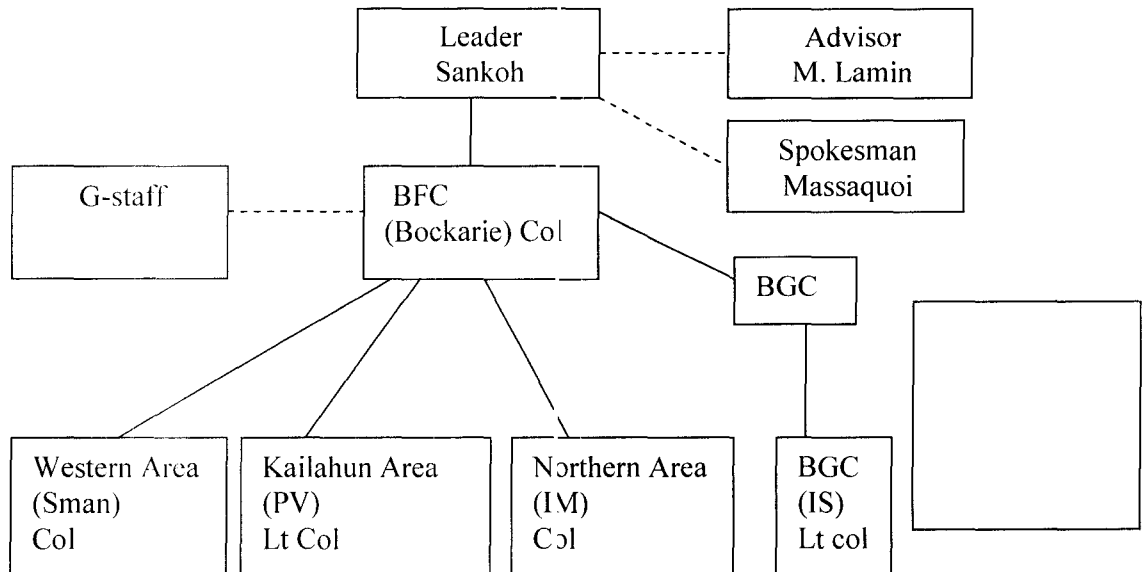 Leader
Sankoh
Advisor
M. Lamin
Spokesman
Massaquoi
G-staff
BFC
(Bockarie) Col
BGC
Western Area
(Sman)
Col
Kailahun Area
(PV)
Lt Col
Northern Area
(IM)
Col
BGC
(IS)
Lt col